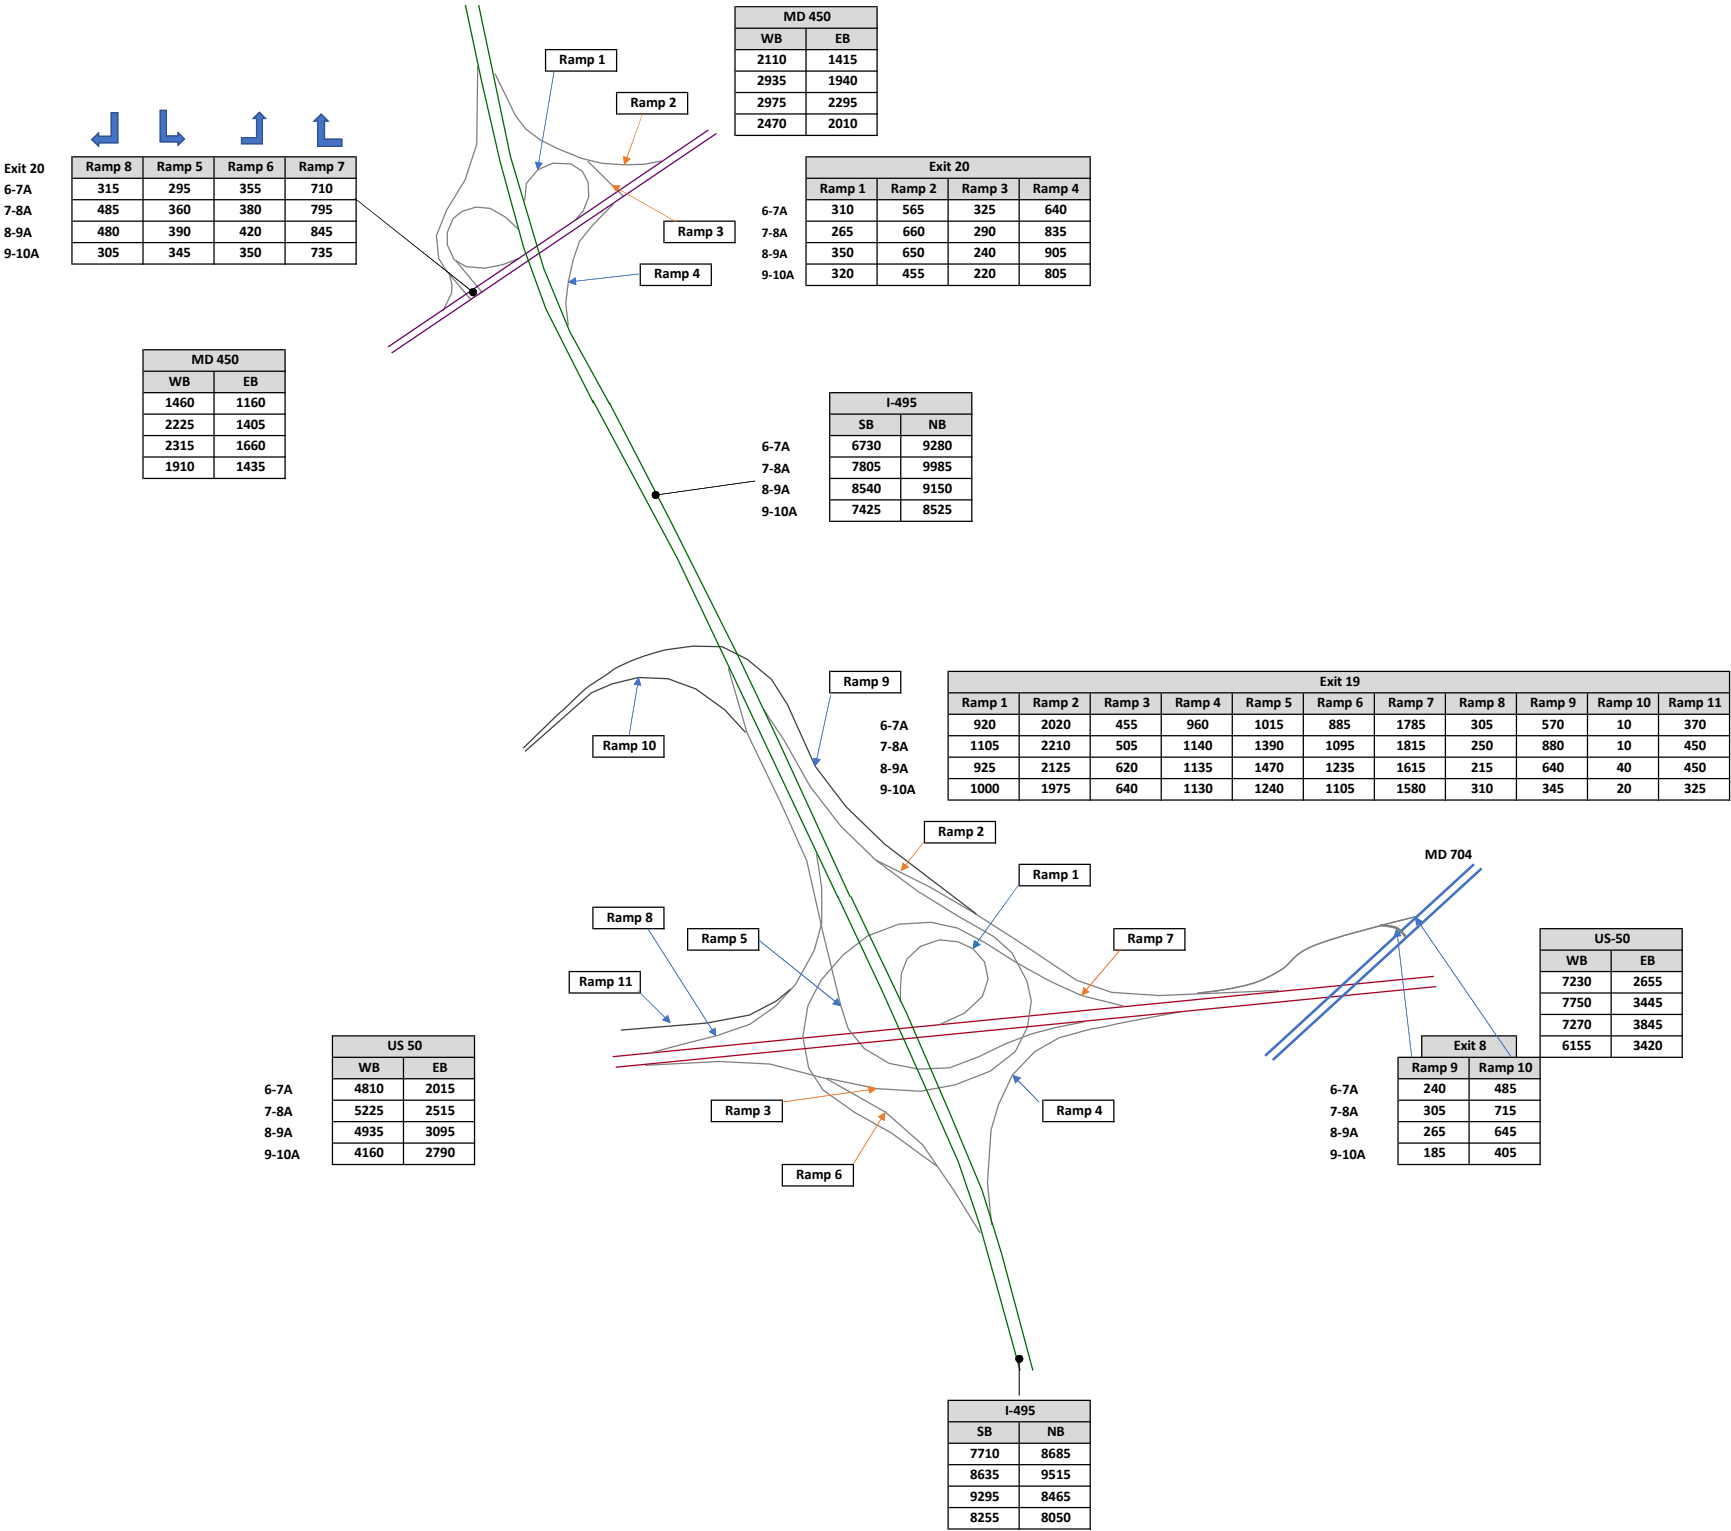 MD 450
WB EB
2110 1415
2935 1940
2975 2295
2470 2010
Ramp 1
Ramp 2
Ramp 3
Ramp 4
Exit 20 Ramp 8 Ramp 5 Ramp 6 Ramp 7
6-7A 315 295 355 710
7-8A 485 360 380 795
8-9A 480 390 420 845
9-10A 305 345 350 735
Exit 20
Ramp 1 Ramp 2 Ramp 3 Ramp 4
6-7A 310 565 325 640
7-8A 265 660 290 835
8-9A 350 650 240 905
9-10A 320 455 220 805
MD 450
WB EB
1460 1160
2225 1405
2315 1660
1910 1435
I-495
SB NB
6-7A 6730 9280
7-8A 7805 9985
8-9A 8540 9150
9-10A 7425 8525
Ramp 9
Ramp 10
Exit 19
Ramp 1 Ramp 2 Ramp 3 Ramp 4 Ramp 5 Ramp 6 Ramp 7 Ramp 8 Ramp 9 Ramp 10 Ramp 11
6-7A 920 2020 455 960 1015 885 1785 305 570 10 370
7-8A 1105 2210 505 1140 1390 1095 1815 250 880 10 450
8-9A 925 2125 620 1135 1470 1235 1615 215 640 40 450
9-10A 1000 1975 640 1130 1240 1105 1580 310 345 20 325
Ramp 2
Ramp 1
MD 704
Ramp 8
Ramp 5
Ramp 7
Ramp 11
US-50
WB EB
7230 2655
7750 3445
7270 3845
6155 3420
US 50
WB EB
6-7A 4810 2015
7-8A 5225 2515
8-9A 4935 3095
9-10A 4160 2790
Exit 8
Ramp 9 Ramp 10
6-7A 240 485
7-8A 305 715
8-9A 265 645
9-10A 185 405
Ramp 3
Ramp 4
Ramp 6
I-495
SB NB
7710 8685
8635 9515
9295 8465
8255 8050